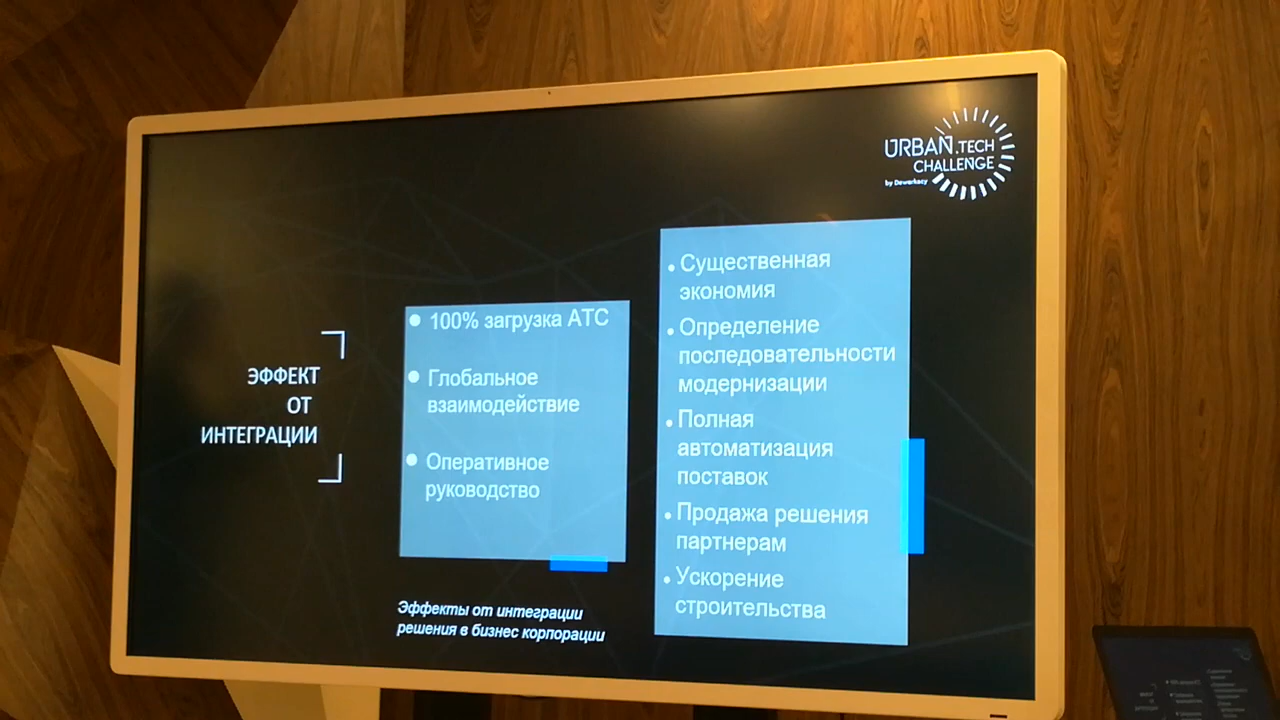 URBAN.TECH
CHALLENGE
by Dewerkacy
ЭФФЕКТ
ОТ
ИНТЕГРАЦИИ
• 100% загрузка АТС
• Глобальное
взаимодействие
• Оперативное
руководство
Эффекты от интеграции
решения в бизнес корпорации
• Существенная
экономия
• Определение
последовательности
модернизации
• Полная
автоматизация
поставок
• Продажа решения
партнерам
• Ускорение
строительства